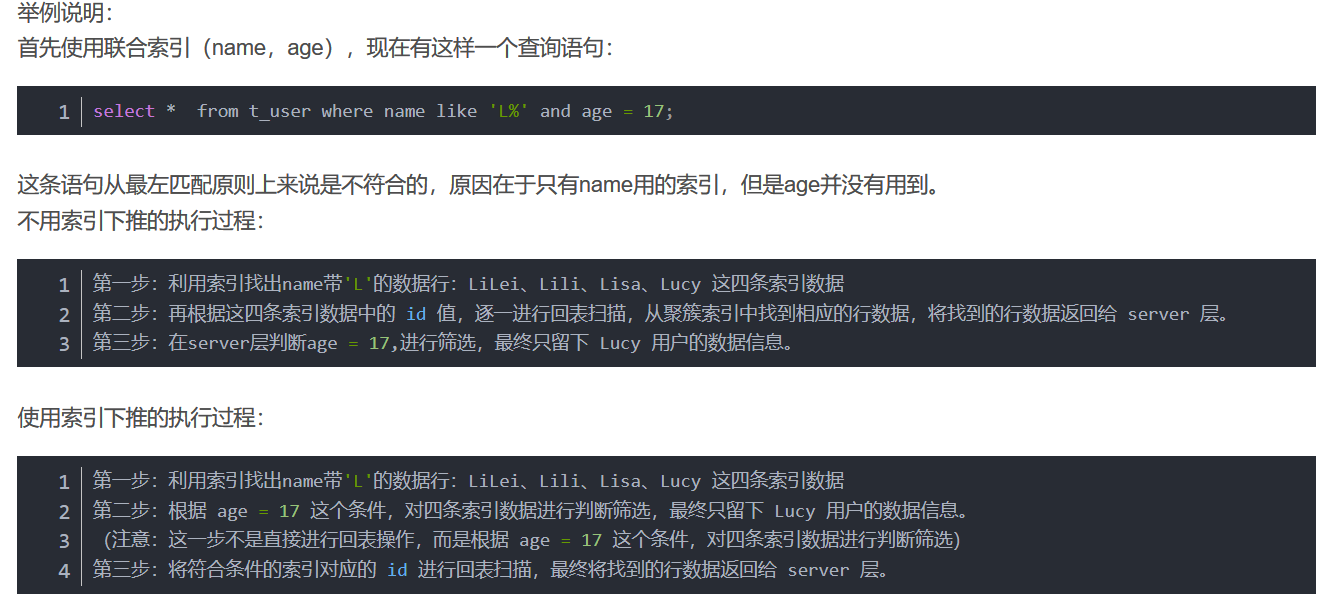 举例说明：
首先使用联合索引（name，age），现在有这样一个查询语句：
1 select *  from t_user where name like 'L%' and age = 17;
这条语句从最左匹配原则上来说是不符合的，原因在于只有name用的索引，但是age并没有用到。
不用索引下推的执行过程：
1 第一步：利用索引找出name带'L'的数据行：LiLei、Lili、Lisa、Lucy 这四条索引数据
2 第二步：再根据这四条索引数据中的 id 值，逐一进行回表扫描，从聚簇索引中找到相应的行数据，将找到的行数据返回给 server 层。
3 第三步：在server层判断age = 17,进行筛选，最终只留下 Lucy 用户的数据信息。
使用索引下推的执行过程：
1 第一步：利用索引找出name带'L'的数据行：LiLei、Lili、Lisa、Lucy 这四条索引数据
2 第二步：根据 age = 17 这个条件，对四条索引数据进行判断筛选，最终只留下 Lucy 用户的数据信息。
3 （注意：这一步不是直接进行回表操作，而是根据 age = 17 这个条件，对四条索引数据进行判断筛选)
4 第三步：将符合条件的索引对应的 id 进行回表扫描，最终将找到的行数据返回给 server 层。